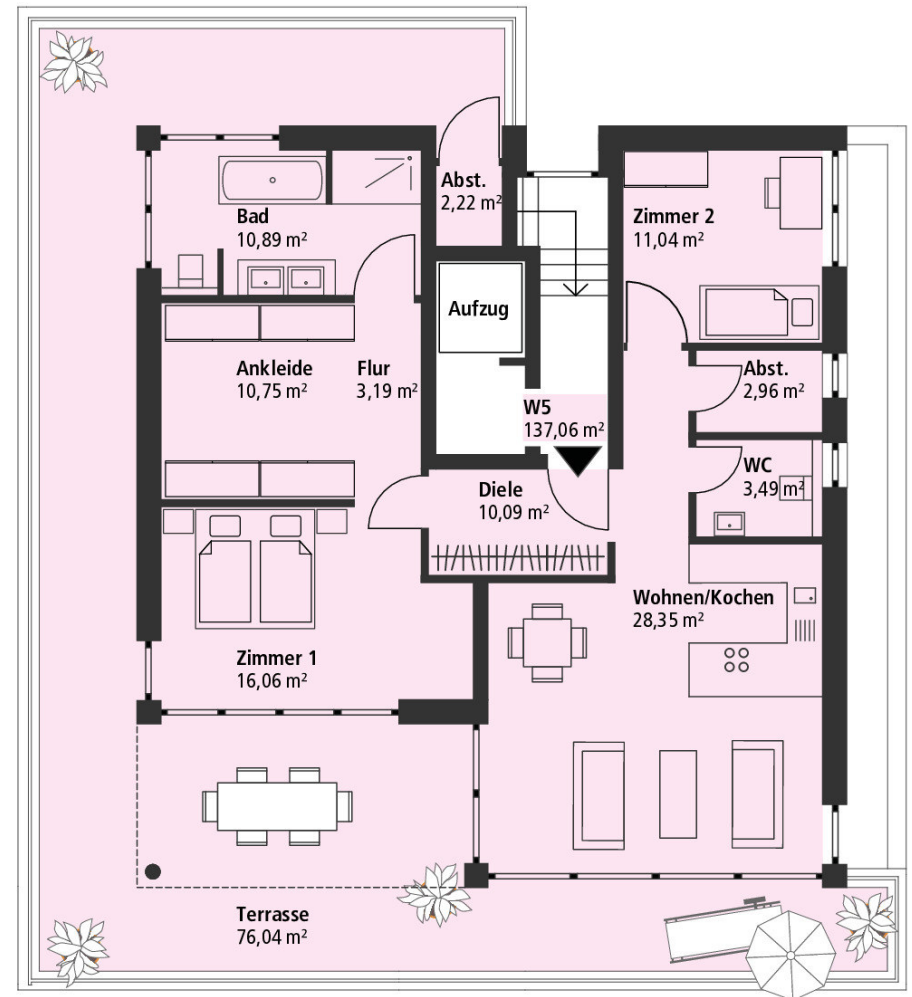 Abst.
2,22 m²
Bad
10,89 m²
Zimmer 2
11,04 m²
Aufzug
Ankleide
10,75 m²
Flur
3,19 m²
Abst.
2,96 m²
W5
137,06 m²
WC
3,49 m²
Diele
10,09 m²
Wohnen/Kochen
28,35 m²
Zimmer 1
16,06 m²
Terrasse
76,04 m²